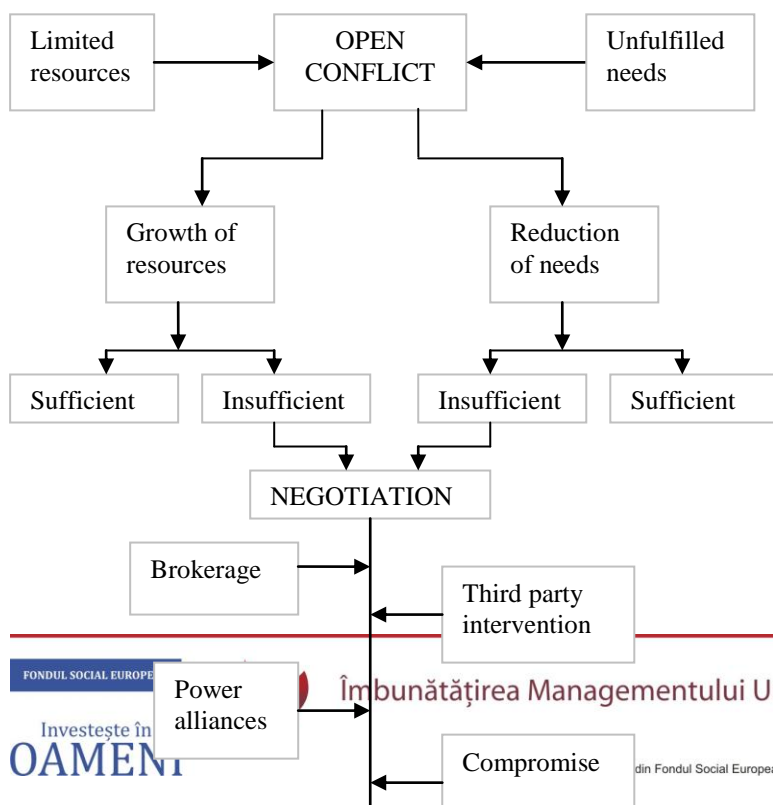 Limited
resources
OPEN
CONFLICT
Unfulfilled
needs
Growth of
resources
Reduction
of needs
Sufficient
Insufficient
Insufficient
Sufficient
NEGOTIATION
Brokerage
Third party
intervention
FONDUL SOCIAL EUROPE
Power
alliances
Îmbunătățirea Managementului U
Investește în
OAMENI
Compromise
din Fondul Social Europea